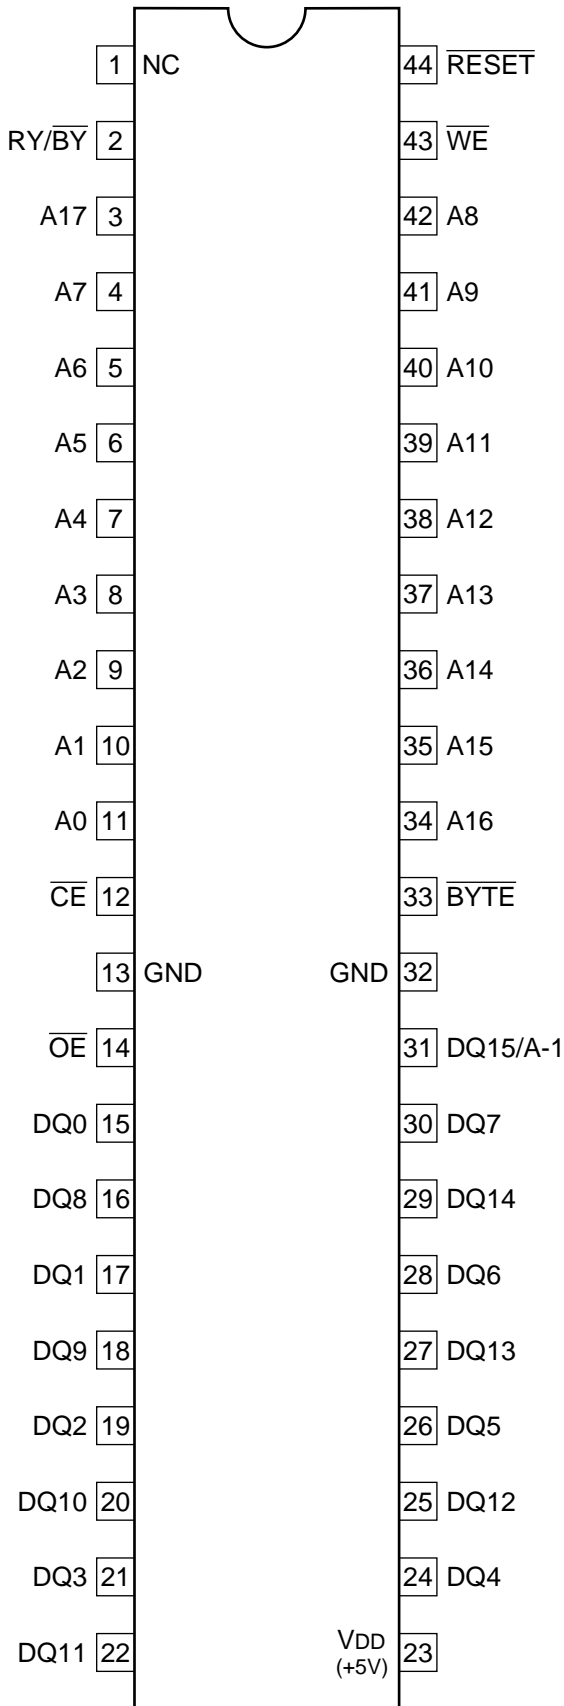 1 NC 44 RESET
RY/BY 2 43 WE
A17 3 42 A8
A7 4 41 A9
A6 5 40 A10
A5 6 39 A11
A4 7 38 A12
A3 8 37 A13
A2 9 36 A14
A1 10 35 A15
A0 11 34 A16
CE 12 33 BYTE
13 GND GND 32
OE 14 31 DQ15/A-1
DQ0 15 30 DQ7
DQ8 16 29 DQ14
DQ1 17 28 DQ6
DQ9 18 27 DQ13
DQ2 19 26 DQ5
DQ10 20 25 DQ12
DQ3 21 24 DQ4
DQ11 22 VDD 23
(+5V)